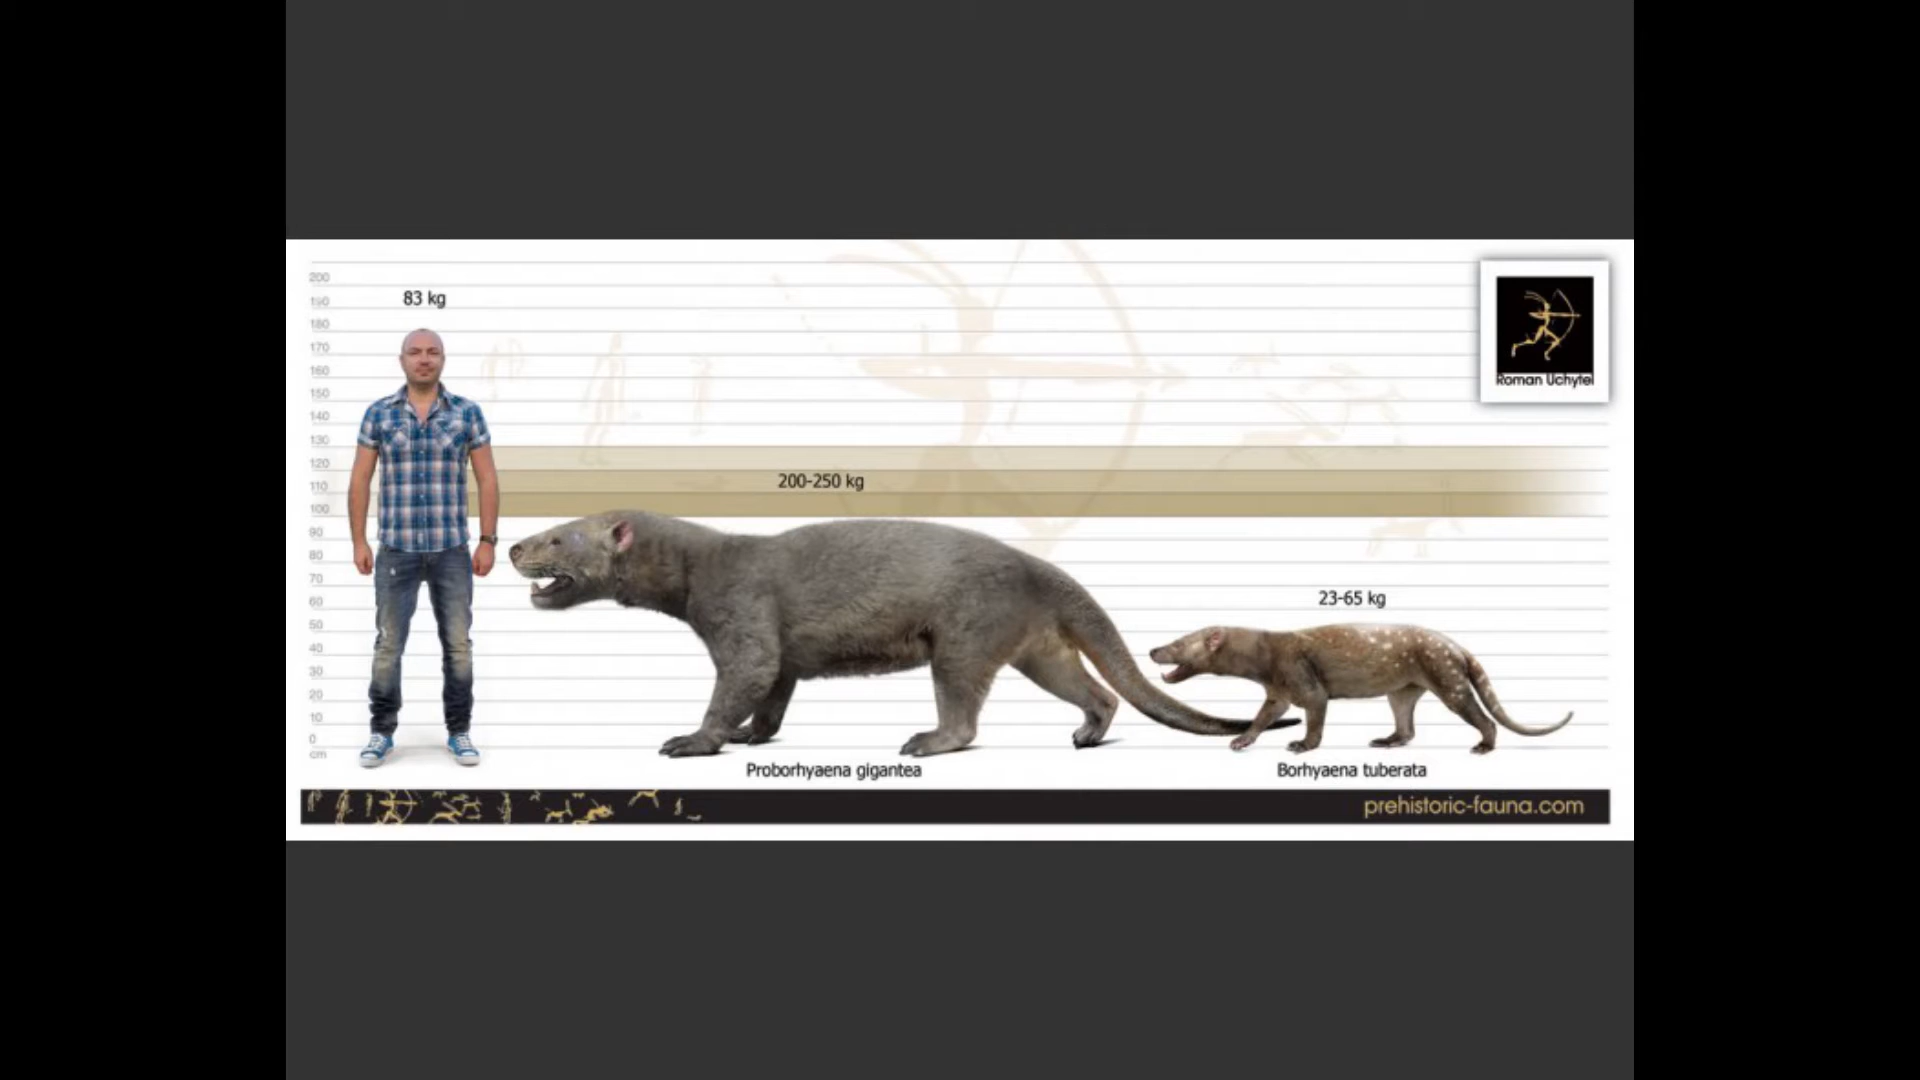 200
190
180
170
160
150
140
130
120
110
100
90
80
70
60
50
40
30
20
10
0
cm
83 kg
200-250 kg
23-65 kg
Roman Uchytel
Proborhyaena gigantea
Borhyaena tuberata
prehistoric-fauna.com